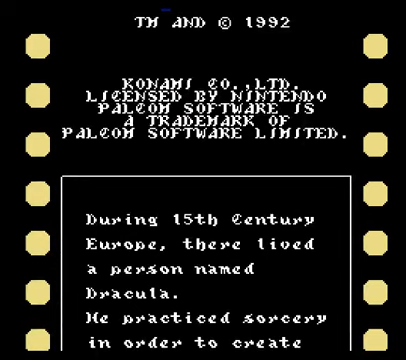 TM AND © 1992
KONAMI CO.,LTD.
LICENSED BY NINTENDO
PALCOM SOFTWARE IS
A TRADEMARK OF
PALCOM SOFTWARE LIMITED.
During 15th Century
Europe, there lived
a person named
Dracula.
He practiced sorcery
in order to create